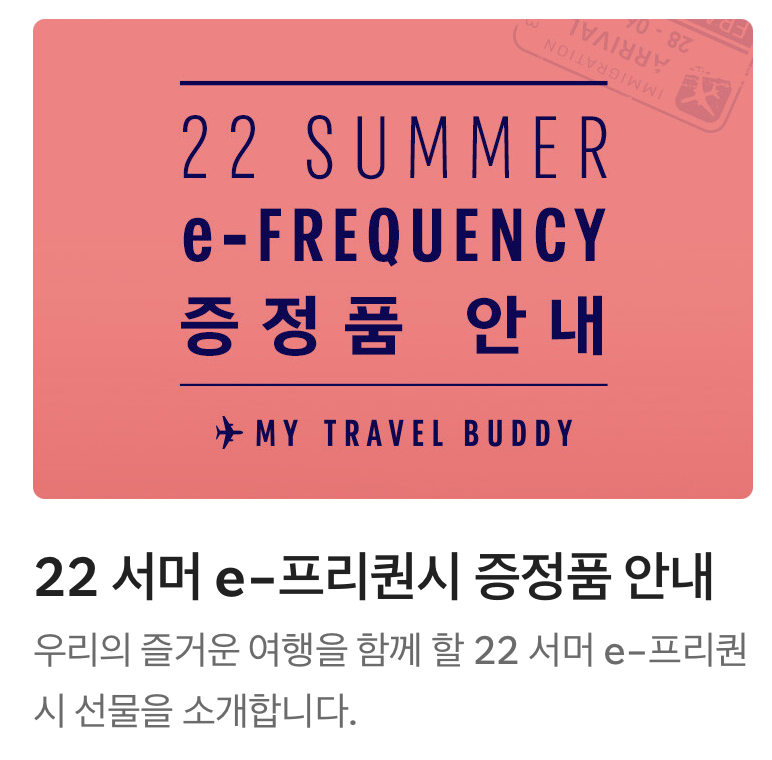 22 SUMMER
e-FREQUENCY
증정품 안내
MY TRAVEL BUDDY
IMMIGRATION
ARRIVAL
22 서머 e-프리퀀시 증정품 안내
우리의 즐거운 여행을 함께 할 22 서머 e-프리퀀
시 선물을 소개합니다.